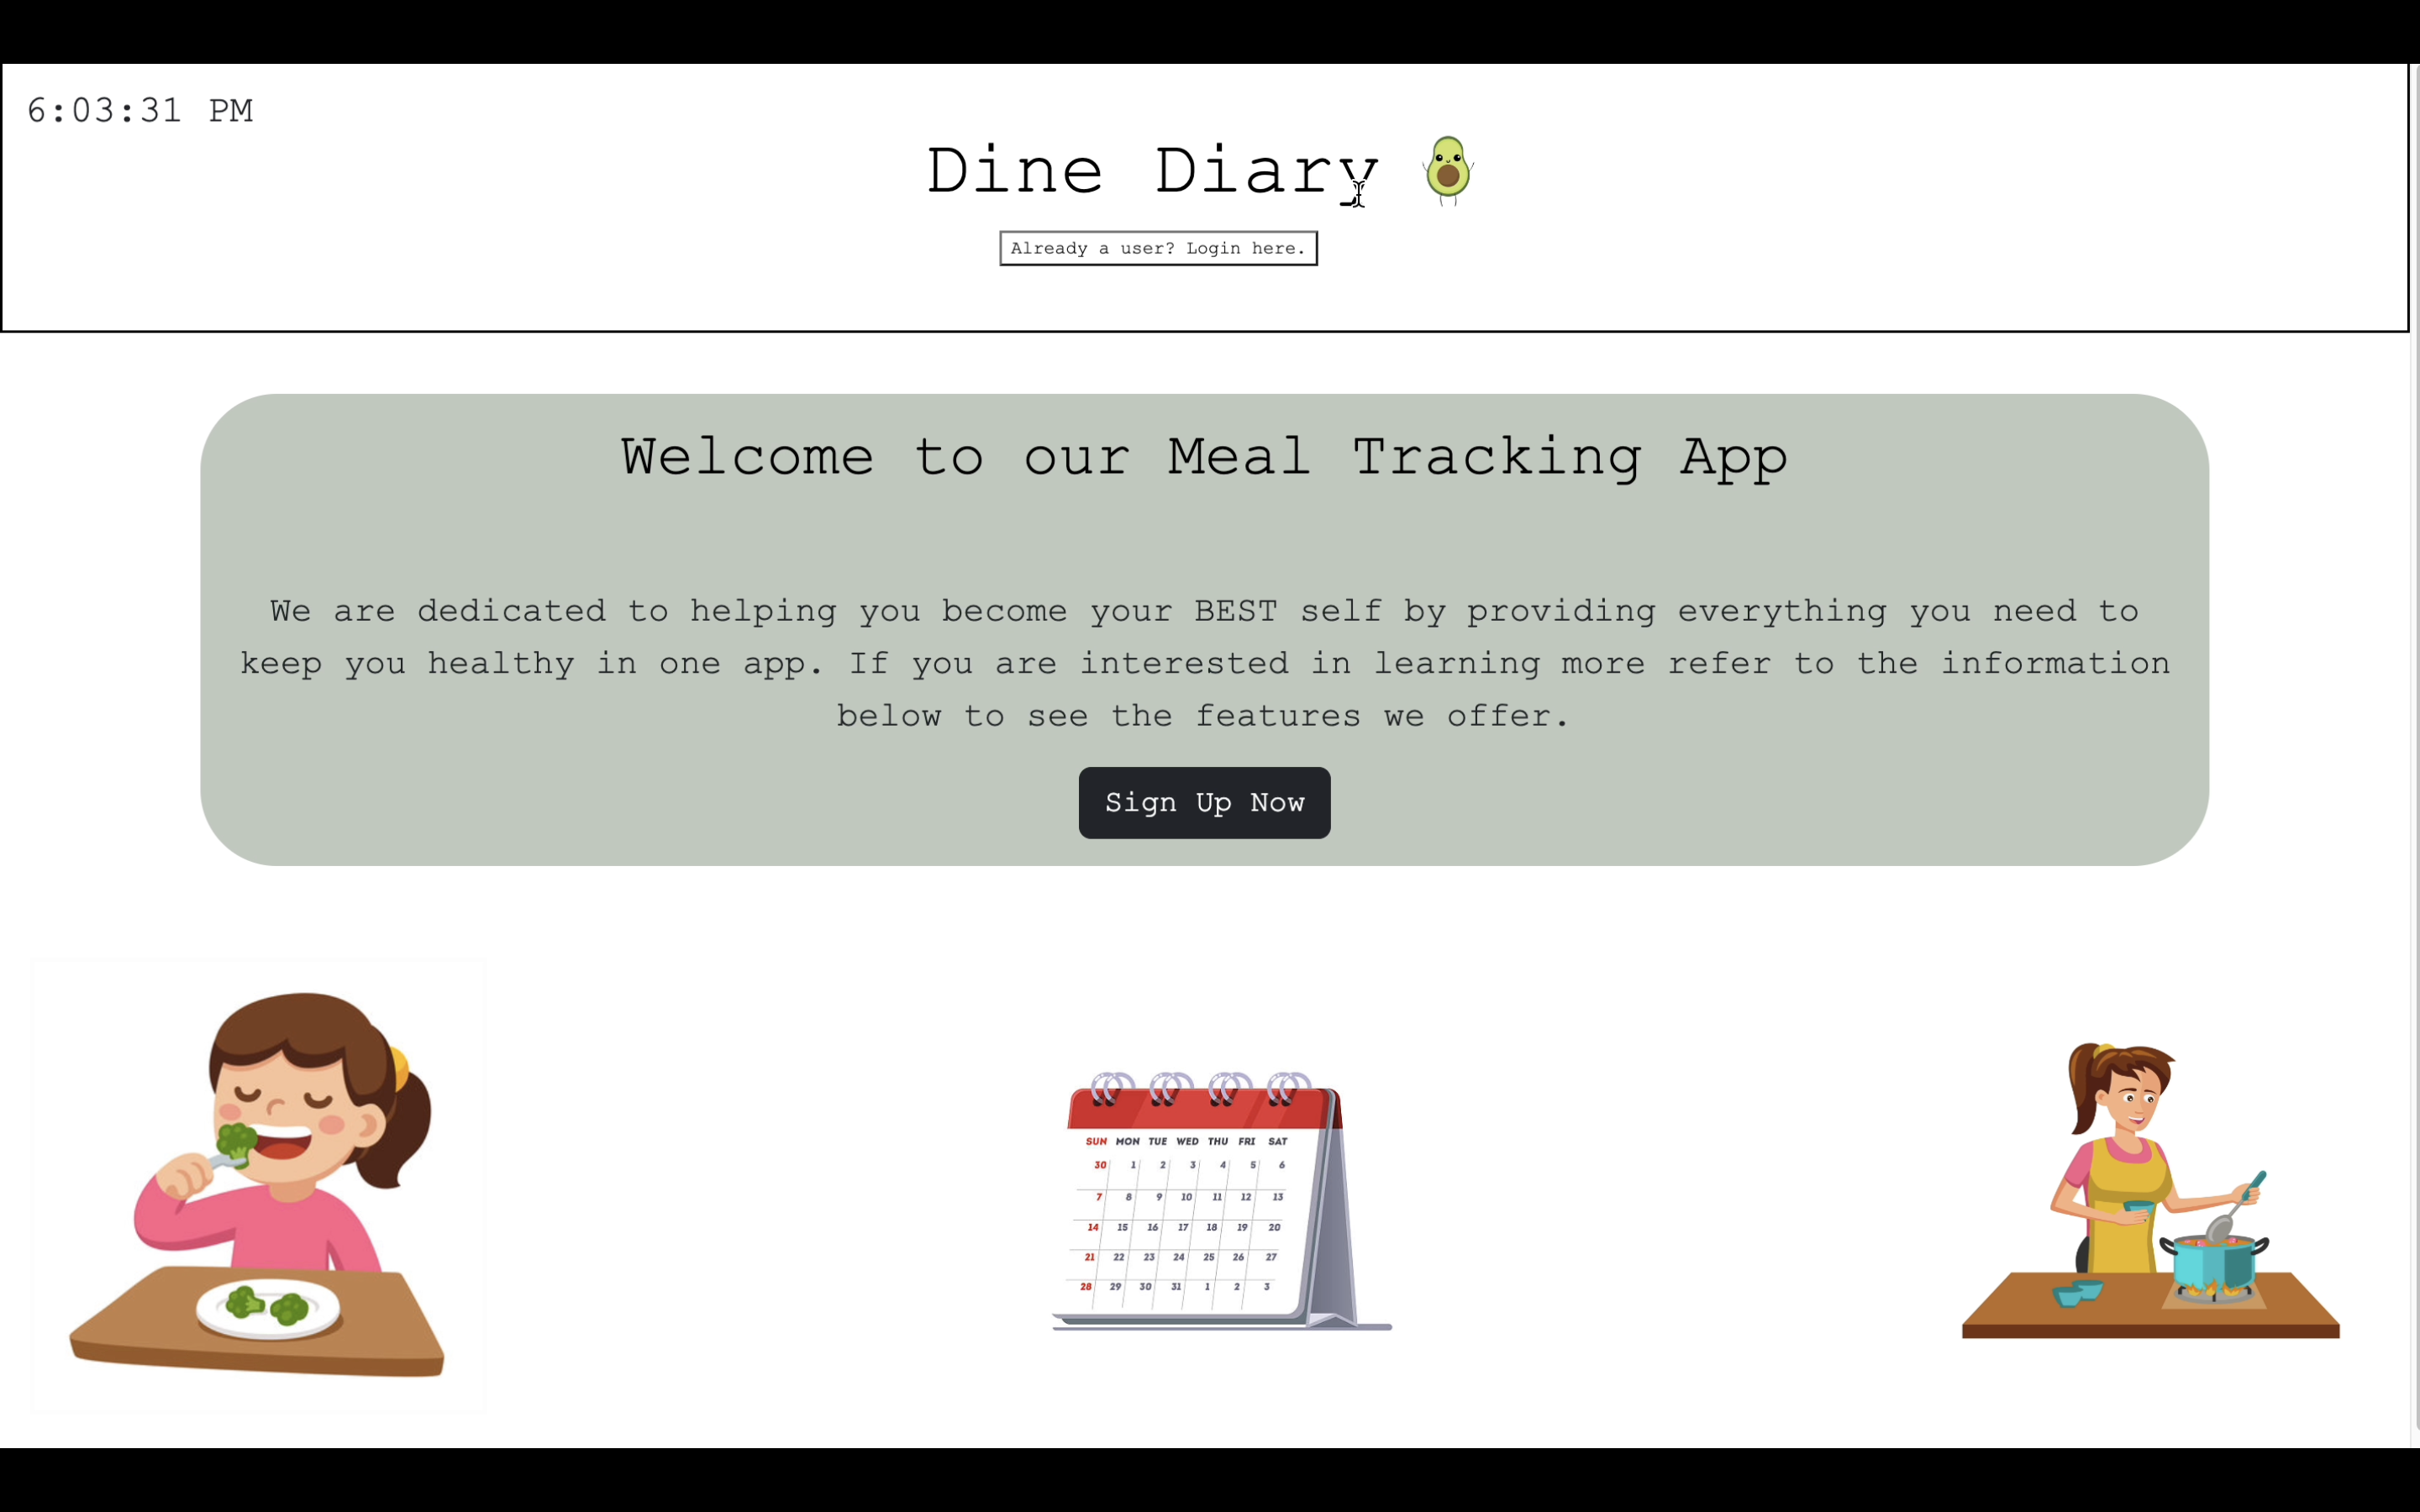 6:03:31 PM
Dine Diary
Already a user? Login here.
Welcome to our Meal Tracking App
We are dedicated to helping you become your BEST self by providing everything you need to
keep you healthy in one app. If you are interested in learning more refer to the information
below to see the features we offer.
Sign Up Now
SUN MON TUE WED THU FRI SAT
30 1 2 3 4 5 6
7 8 9 10 11 12 13
14 15 16 17 18 19 20
21 22 23 24 25 26 27
28 29 30 31 1 2 3